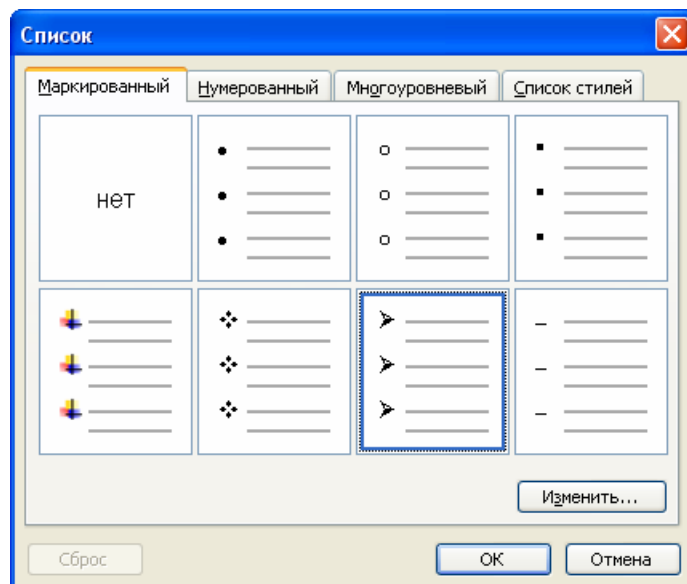 Список
Маркированный Нумерованный Многоуровневый Список стилей
нет
Изменить...
Сброс ОК Отмена